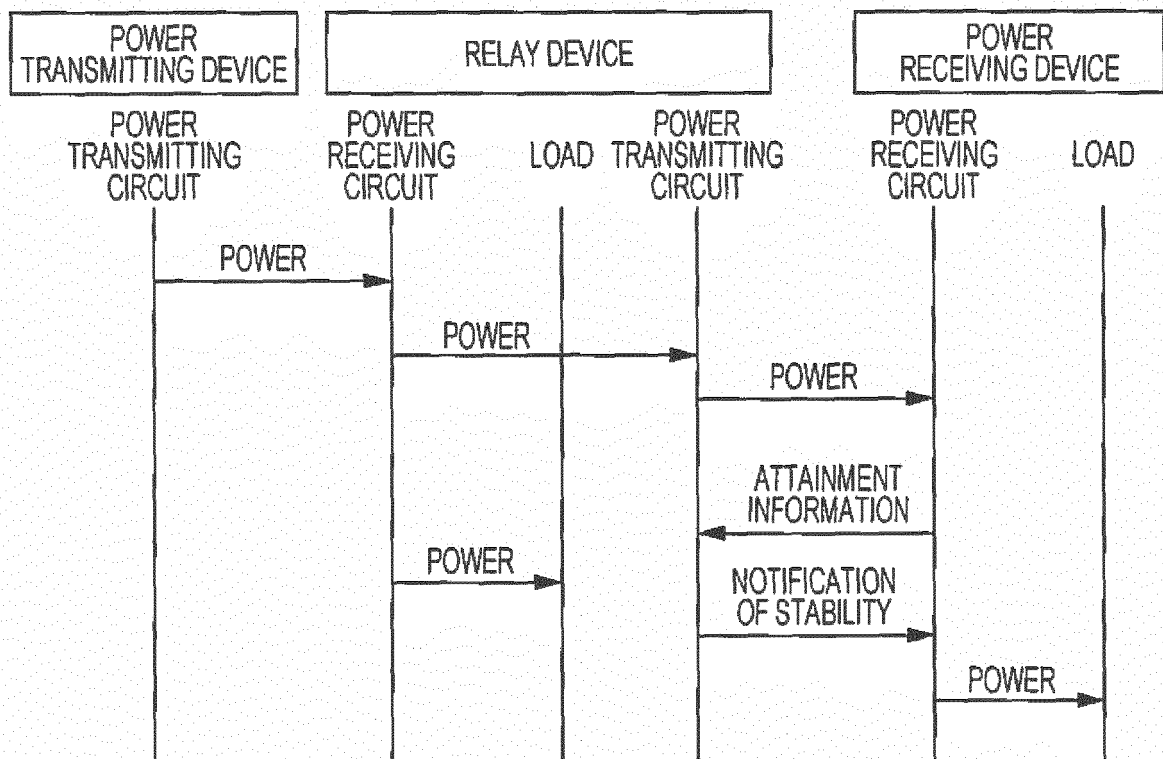 POWER
TRANSMITTING DEVICE
RELAY DEVICE
POWER
RECEIVING DEVICE
POWER
TRANSMITTING
CIRCUIT
POWER
RECEIVING
CIRCUIT
LOAD
POWER
TRANSMITTING
CIRCUIT
POWER
RECEIVING
CIRCUIT
LOAD
POWER
POWER
POWER
ATTAINMENT
INFORMATION
POWER
NOTIFICATION
OF STABILITY
POWER